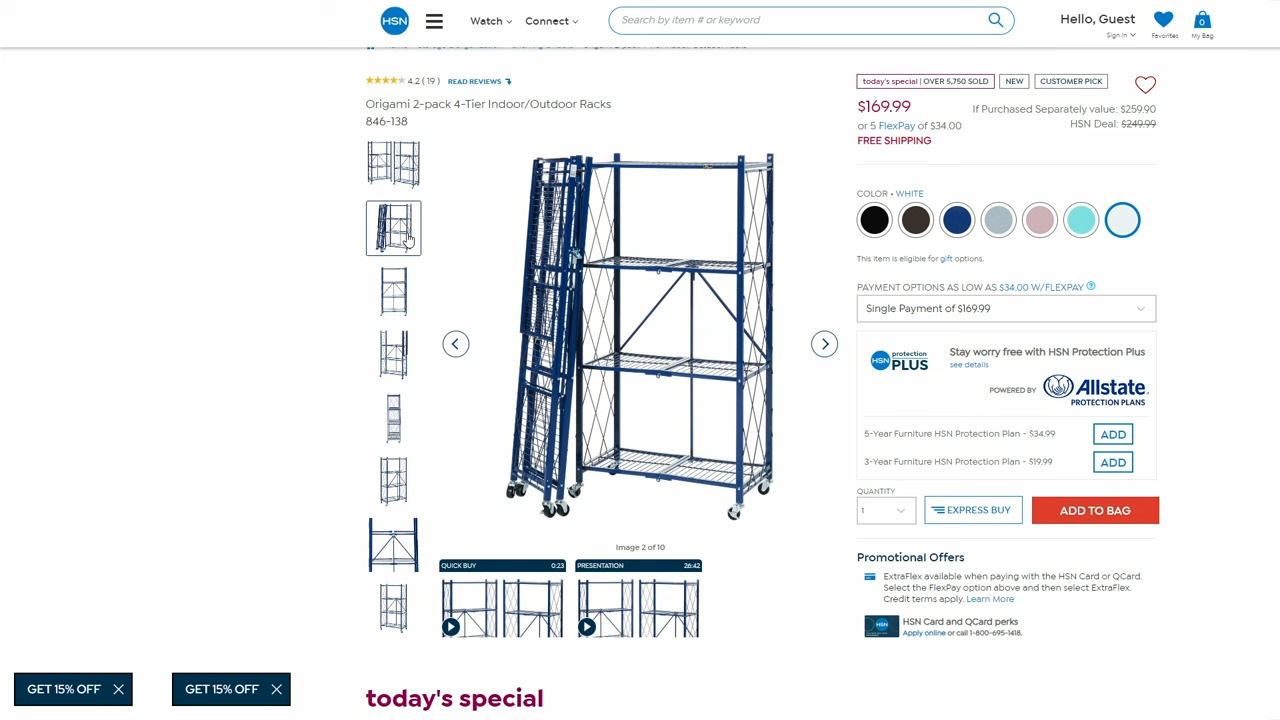 HSN
Watch
Connect
Search by item # or keyword
Hello, Guest
Sign In
Favorites
0
My Bag
4.2 ( 19 )
READ REVIEWS
Origami 2-pack 4-Tier Indoor/Outdoor Racks
846-138
today's special | OVER 5,750 SOLD
NEW
CUSTOMER PICK
$169.99
If Purchased Separately value: $259.90
or 5 FlexPay of $34.00
HSN Deal: $249.99
FREE SHIPPING
COLOR • WHITE
This item is eligible for gift options.
PAYMENT OPTIONS AS LOW AS $34.00 W/FLEXPAY ?
Single Payment of $169.99
HSN protection PLUS
Stay worry free with HSN Protection Plus
see details
POWERED BY
Allstate
PROTECTION PLANS
5-Year Furniture HSN Protection Plan - $34.99
ADD
3-Year Furniture HSN Protection Plan - $19.99
ADD
QUANTITY
1
EXPRESS BUY
ADD TO BAG
Image 2 of 10
QUICK BUY 0:23
PRESENTATION 26:42
Promotional Offers
ExtraFlex available when paying with the HSN Card or QCard.
Select the FlexPay option above and then select ExtraFlex.
Credit terms apply. Learn More
HSN
HSN Card and QCard perks
Apply online or call 1-800-695-1418.
GET 15% OFF
GET 15% OFF
today's special